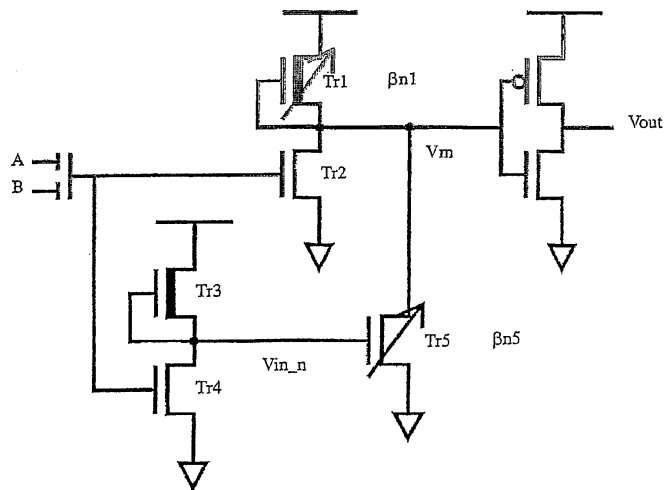 Tr1 βn1
Vout
Vm
A
Tr2
B
Tr3
Tr5 βn5
Vin_n
Tr4